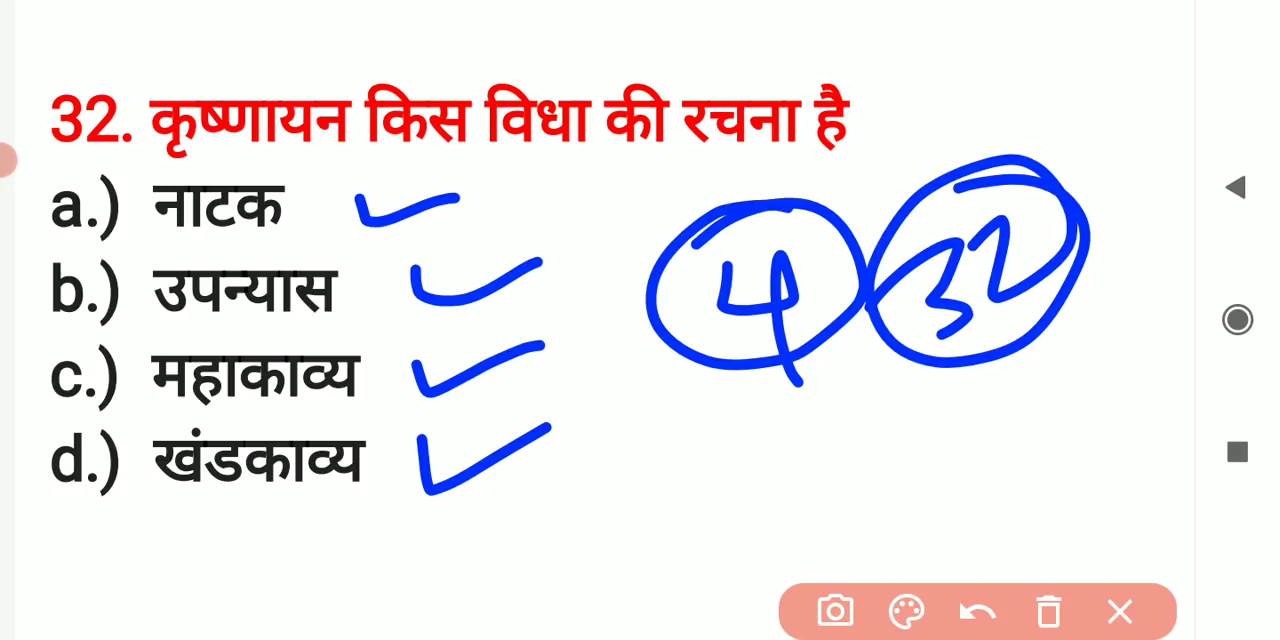 32. कृष्णायन किस विधा की रचना है
a.) नाटक
b.) उपन्यास
c.) महाकाव्य
d.) खंडकाव्य
4 32